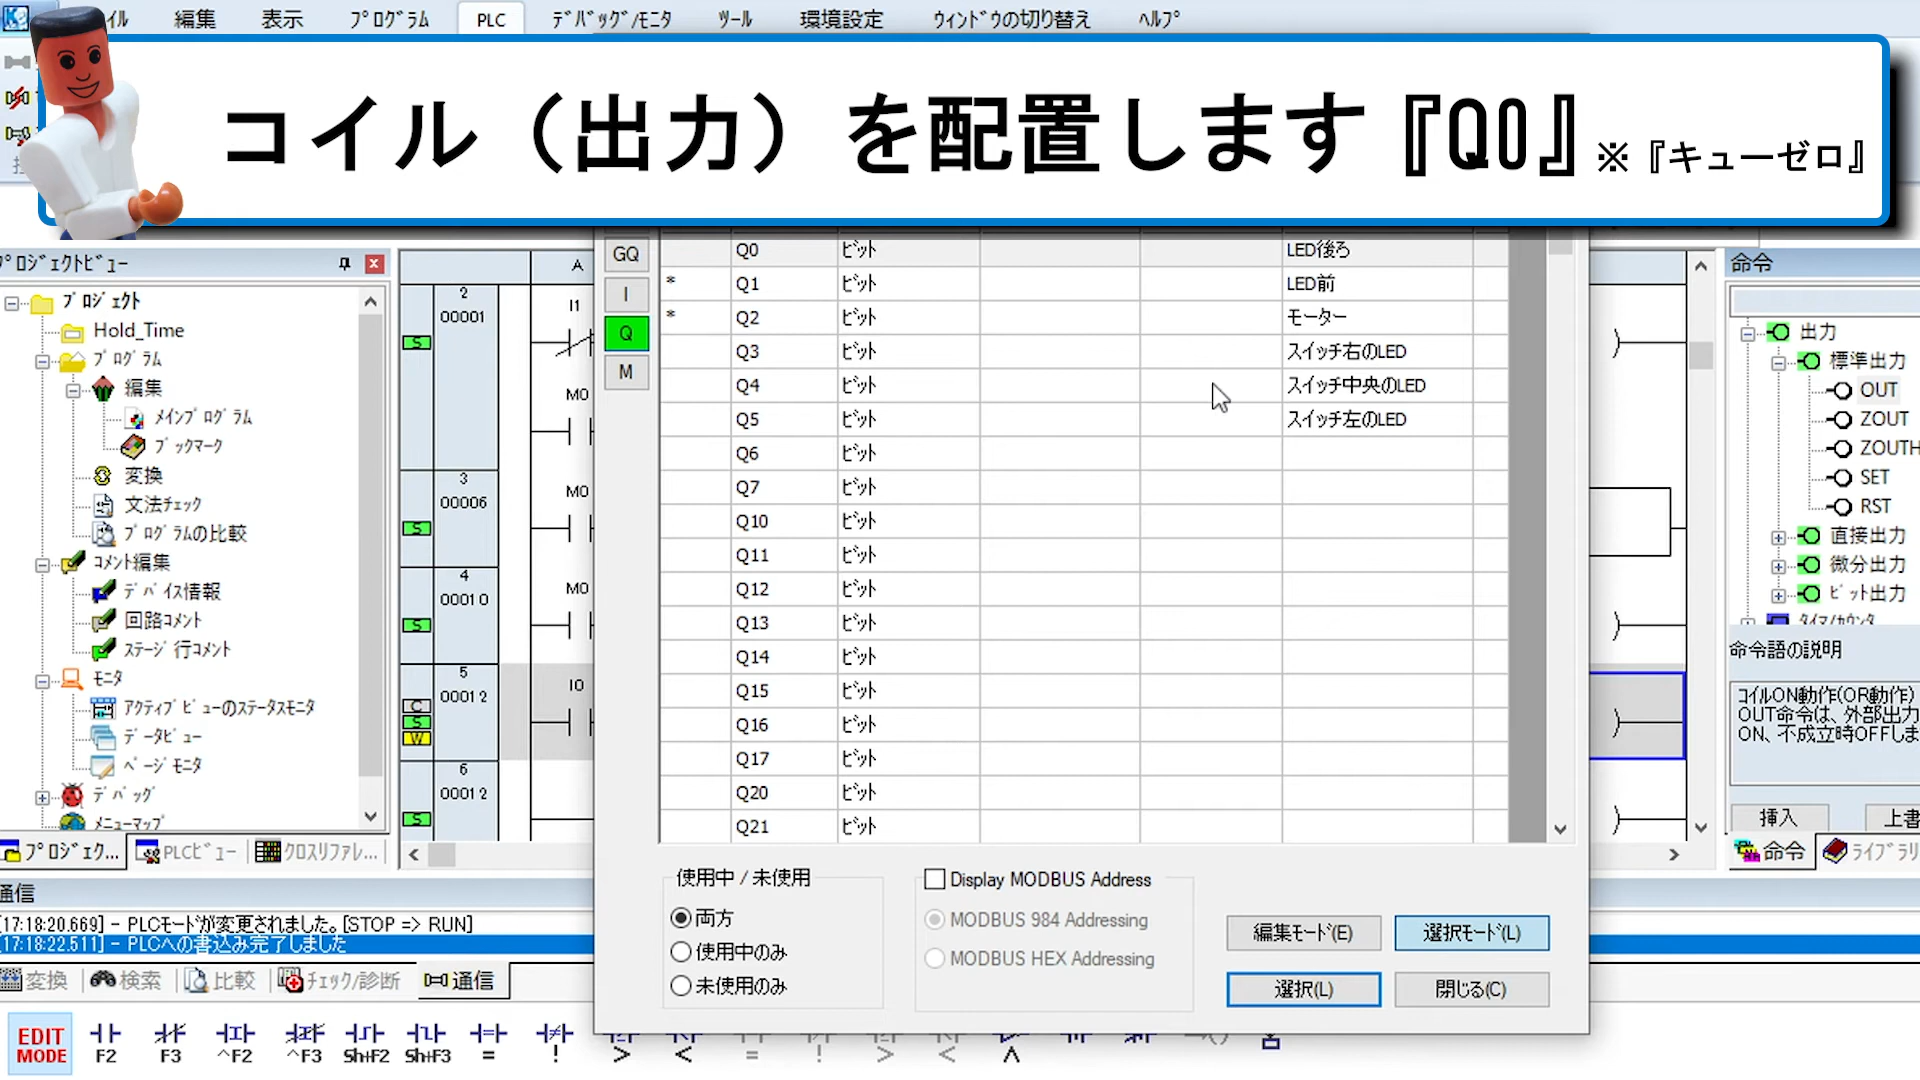 ｲﾙ 編集 表示 ﾌﾟﾛｸﾞﾗﾑ PLC ﾃﾞﾊﾞｯｸﾞ/ﾓﾆﾀ ﾂｰﾙ 環境設定 ｳｨﾝﾄﾞｳの切り替え ﾍﾙﾌﾟ
コイル（出力）を配置します『Q0』※『キューゼロ』
ﾌﾟﾛｼﾞｪｸﾄﾋﾞｭｰ
ﾌﾟﾛｼﾞｪｸﾄ
Hold_Time
ﾌﾟﾛｸﾞﾗﾑ
編集
ﾒｲﾝﾌﾟﾛｸﾞﾗﾑ
ﾌﾞｯｸﾏｰｸ
変換
文法ﾁｪｯｸ
ﾌﾟﾛｸﾞﾗﾑの比較
ｺﾒﾝﾄ編集
ﾃﾞﾊﾞｲｽ情報
回路ｺﾒﾝﾄ
ｽﾃｰｼﾞ行ｺﾒﾝﾄ
ﾓﾆﾀ
ｱｸﾃｨﾌﾞﾋﾞｭｰのｽﾃｰﾀｽﾓﾆﾀ
ﾃﾞｰﾀﾋﾞｭｰ
ﾍﾟｰｼﾞﾓﾆﾀ
ﾃﾞﾊﾞｯｸﾞ
ﾒﾆｭｰﾏｯﾌﾟ
ﾌﾟﾛｼﾞｪｸ... PLCﾋﾞｭｰ ｸﾛｽﾘﾌｧﾚ...
A
2
00001
S
I1
M0
3
00006
S
M0
4
00010
S
M0
5
00012
C
S
W
I0
6
00012
S
GQ
I
Q
M
Q0 ﾋﾞｯﾄ LED後ろ
* Q1 ﾋﾞｯﾄ LED前
* Q2 ﾋﾞｯﾄ モーター
Q3 ﾋﾞｯﾄ スイッチ右のLED
Q4 ﾋﾞｯﾄ スイッチ中央のLED
Q5 ﾋﾞｯﾄ スイッチ左のLED
Q6 ﾋﾞｯﾄ
Q7 ﾋﾞｯﾄ
Q10 ﾋﾞｯﾄ
Q11 ﾋﾞｯﾄ
Q12 ﾋﾞｯﾄ
Q13 ﾋﾞｯﾄ
Q14 ﾋﾞｯﾄ
Q15 ﾋﾞｯﾄ
Q16 ﾋﾞｯﾄ
Q17 ﾋﾞｯﾄ
Q20 ﾋﾞｯﾄ
Q21 ﾋﾞｯﾄ
使用中 / 未使用
両方
使用中のみ
未使用のみ
Display MODBUS Address
MODBUS 984 Addressing
MODBUS HEX Addressing
編集ﾓｰﾄﾞ(E) 選択ﾓｰﾄﾞ(L)
選択(L) 閉じる(C)
命令
出力
標準出力
OUT
ZOUT
ZOUTH
SET
RST
直接出力
微分出力
ﾋﾞｯﾄ出力
ﾀｲﾏ/ｶｳﾝﾀ
命令語の説明
ｺｲﾙON動作(OR動作)
OUT命令は、外部出力
ON、不成立時OFFしま
挿入 上書
命令 ﾗｲﾌﾞﾗﾘ
通信
[17:18:20.669] - PLCﾓｰﾄﾞが変更されました。[STOP => RUN]
[17:18:22.511] - PLCへの書込み完了しました
変換 検索 比較 ﾁｪｯｸ/診断 通信
EDIT MODE F2 F3 ^F2 ^F3 Sh+F2 Sh+F3 = ! > < = ! > < ∧